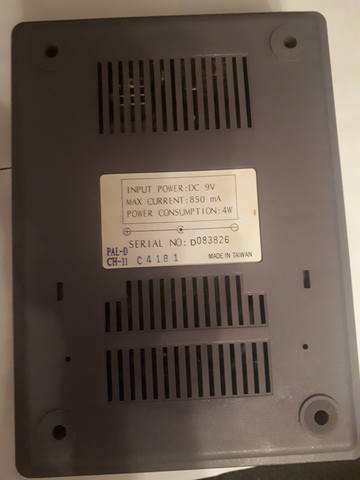 INPUT POWER:DC 9V
MAX CURRENT:850 mA
POWER CONSUMPTION:4W
SERIAL NO: D083826
PAL-D
CH-11 C4181 MADE IN TAIWAN